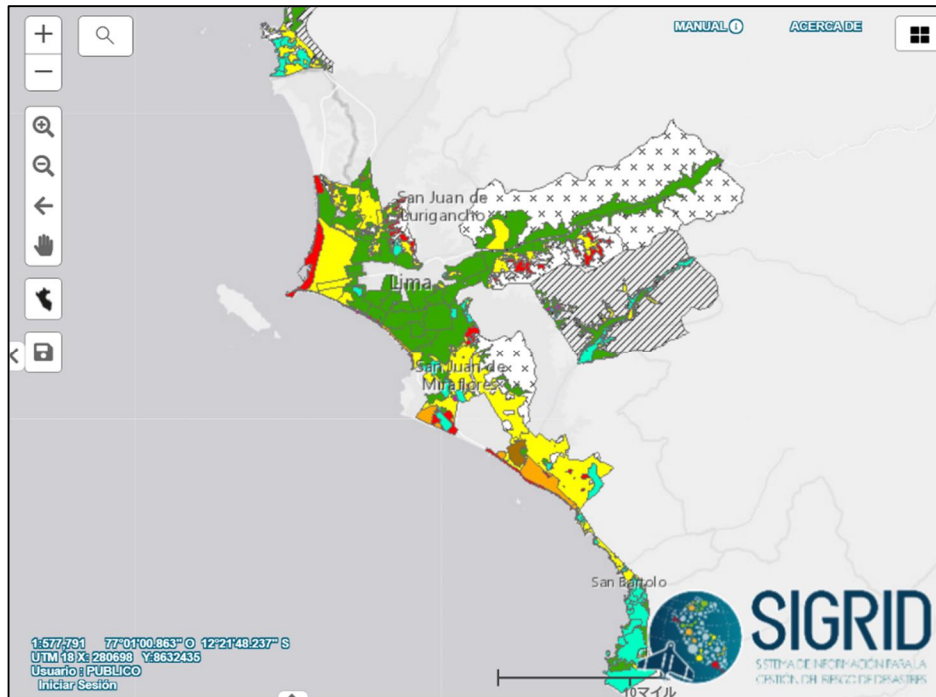 MANUAL
ACERCA DE
San Juan de
Lurigancho
Lima
San Juan de
Miraflores
San Bartolo
SIGRID
SISTEMA DE INFORMACIÓN PARA LA
GESTIÓN DEL RIESGO DE DESASTRES
1:577,791 77°01'00.863'' O 12°21'48.237'' S
UTM 18 X: 280698 Y:8632435
Usuario : PUBLICO
Iniciar Sesión
10マイル